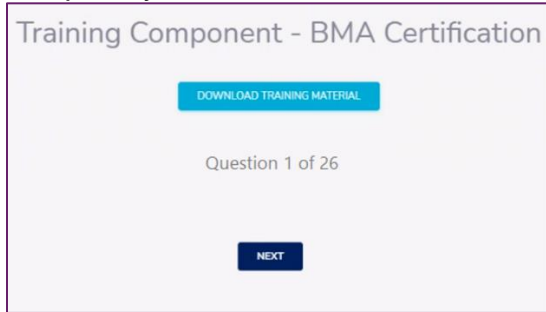 Training Component - BMA Certification
DOWNLOAD TRAINING MATERIAL
Question 1 of 26
NEXT